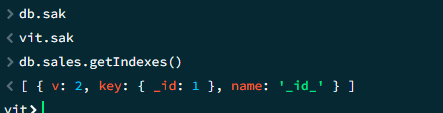 > db.sak
< vit.sak
> db.sales.getIndexes()
< [ { v: 2, key: { _id: 1 }, name: '_id_' } ]
vit>